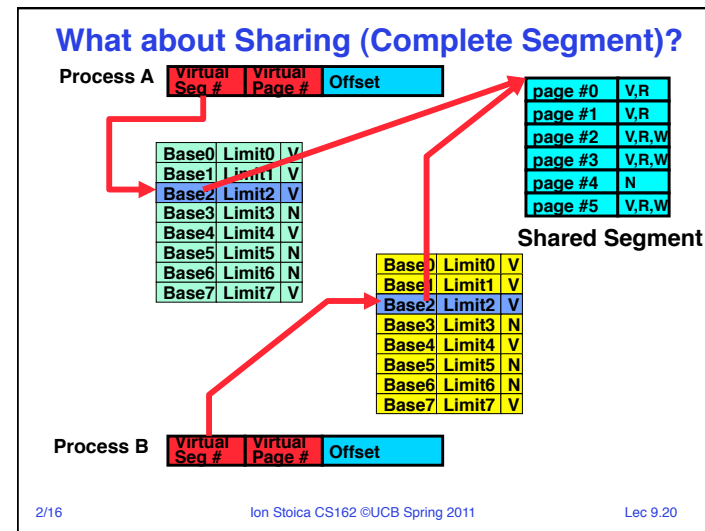 What about Sharing (Complete Segment)?
Process A Virtual Seg # Virtual Page # Offset
page #0 V,R
page #1 V,R
page #2 V,R,W
page #3 V,R,W
page #4 N
page #5 V,R,W
Shared Segment
Base0 Limit0 V
Base1 Limit1 V
Base2 Limit2 V
Base3 Limit3 N
Base4 Limit4 V
Base5 Limit5 N
Base6 Limit6 N
Base7 Limit7 V
Base0 Limit0 V
Base1 Limit1 V
Base2 Limit2 V
Base3 Limit3 N
Base4 Limit4 V
Base5 Limit5 N
Base6 Limit6 N
Base7 Limit7 V
Process B Virtual Seg # Virtual Page # Offset
2/16 Ion Stoica CS162 ©UCB Spring 2011 Lec 9.20